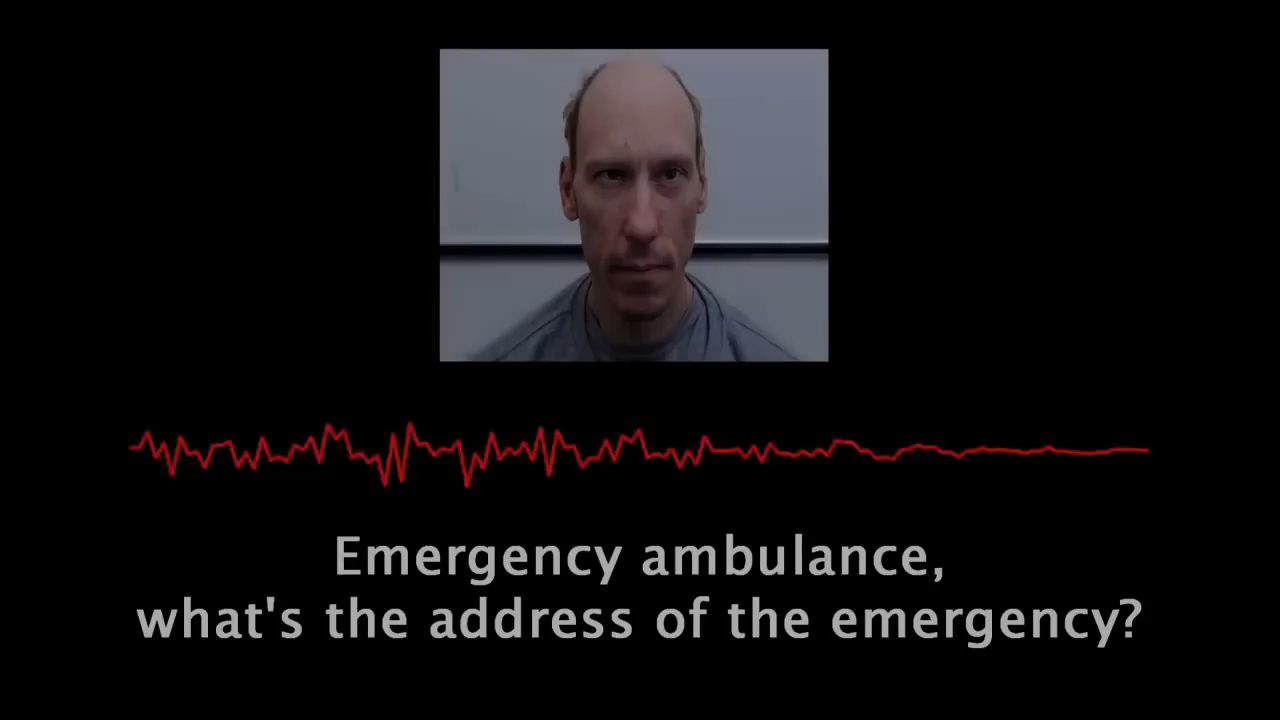 Emergency ambulance,
what's the address of the emergency?